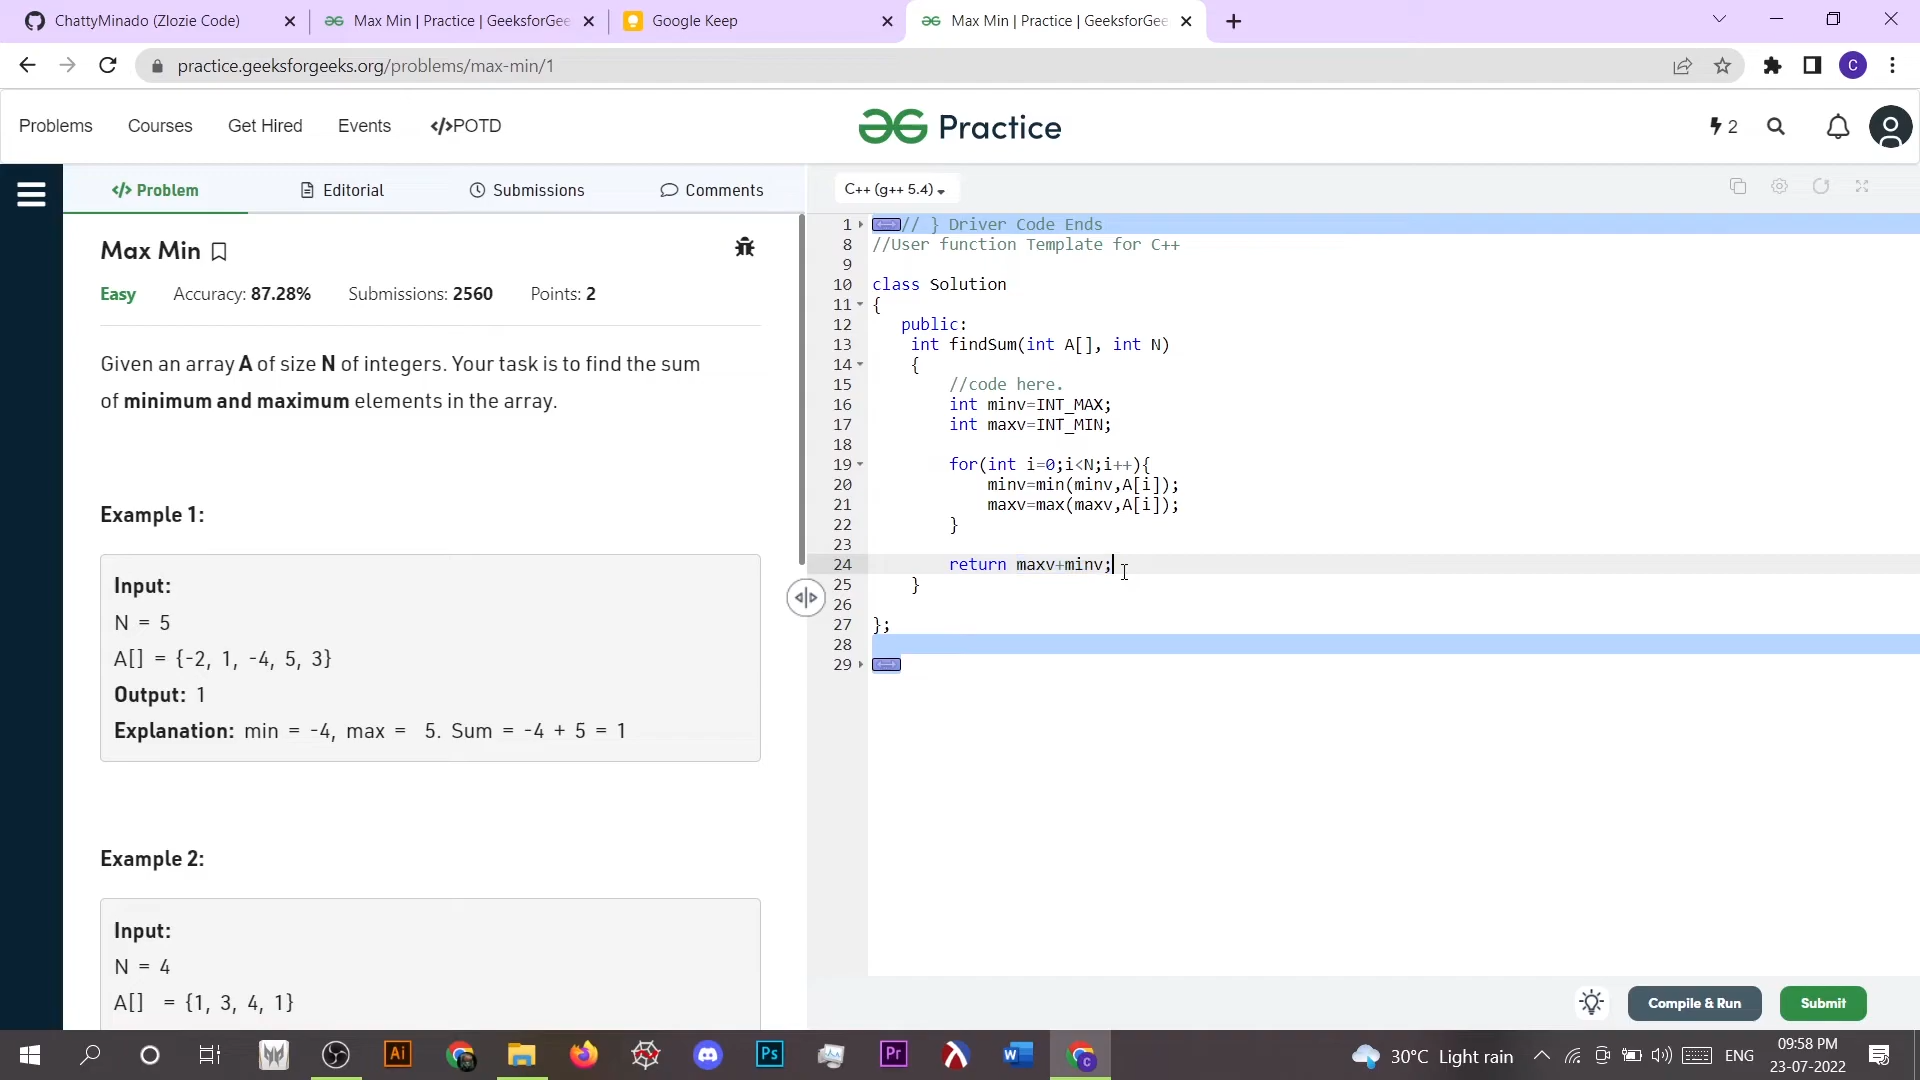 ChattyMinado (Zlozie Code)
Max Min | Practice | GeeksforGee
Google Keep
Max Min | Practice | GeeksforGee
practice.geeksforgeeks.org/problems/max-min/1
C
Problems
Courses
Get Hired
Events
</>POTD
Practice
2
</> Problem
Editorial
Submissions
Comments
C++ (g++ 5.4)
Max Min
Easy
Accuracy: 87.28%
Submissions: 2560
Points: 2
Given an array A of size N of integers. Your task is to find the sum
of minimum and maximum elements in the array.
Example 1:
Input:
N = 5
A[] = {-2, 1, -4, 5, 3}
Output: 1
Explanation: min = -4, max = 5. Sum = -4 + 5 = 1
Example 2:
Input:
N = 4
A[] = {1, 3, 4, 1}
1 // } Driver Code Ends
8 //User function Template for C++
9
10 class Solution
11 {
12 public:
13 int findSum(int A[], int N)
14 {
15 //code here.
16 int minv=INT_MAX;
17 int maxv=INT_MIN;
18
19 for(int i=0;i<N;i++){
20 minv=min(minv,A[i]);
21 maxv=max(maxv,A[i]);
22 }
23
24 return maxv+minv;
25 }
26
27 };
28
29
Compile & Run
Submit
Ai
Ps
Pr
W
C
30°C Light rain
ENG
09:58 PM
23-07-2022